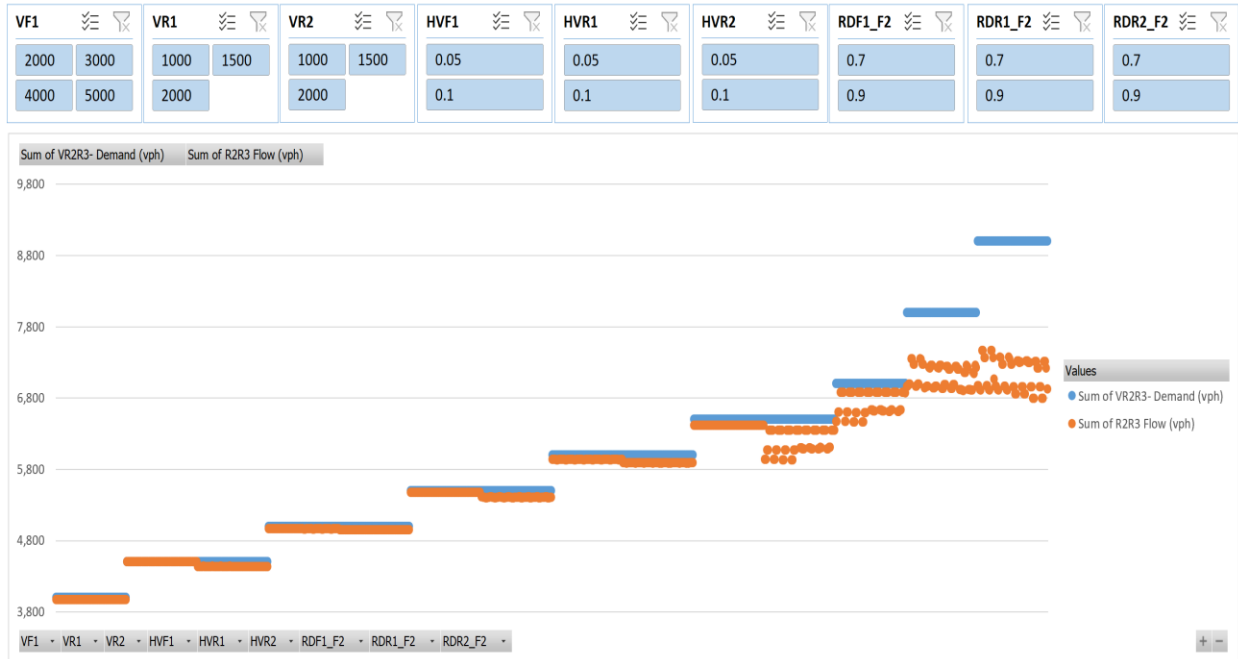 VF1 VR1 VR2 HVF1 HVR1 HVR2 RDF1_F2 RDR1_F2 RDR2_F2
2000 3000 1000 1500 1000 1500 0.05 0.05 0.05 0.7 0.7 0.7
4000 5000 2000 2000 0.1 0.1 0.1 0.9 0.9 0.9
Sum of VR2R3- Demand (vph) Sum of R2R3 Flow (vph)
9,800
8,800
7,800
6,800
5,800
4,800
3,800
Values
Sum of VR2R3- Demand (vph)
Sum of R2R3 Flow (vph)
VF1 VR1 VR2 HVF1 HVR1 HVR2 RDF1_F2 RDR1_F2 RDR2_F2 + -